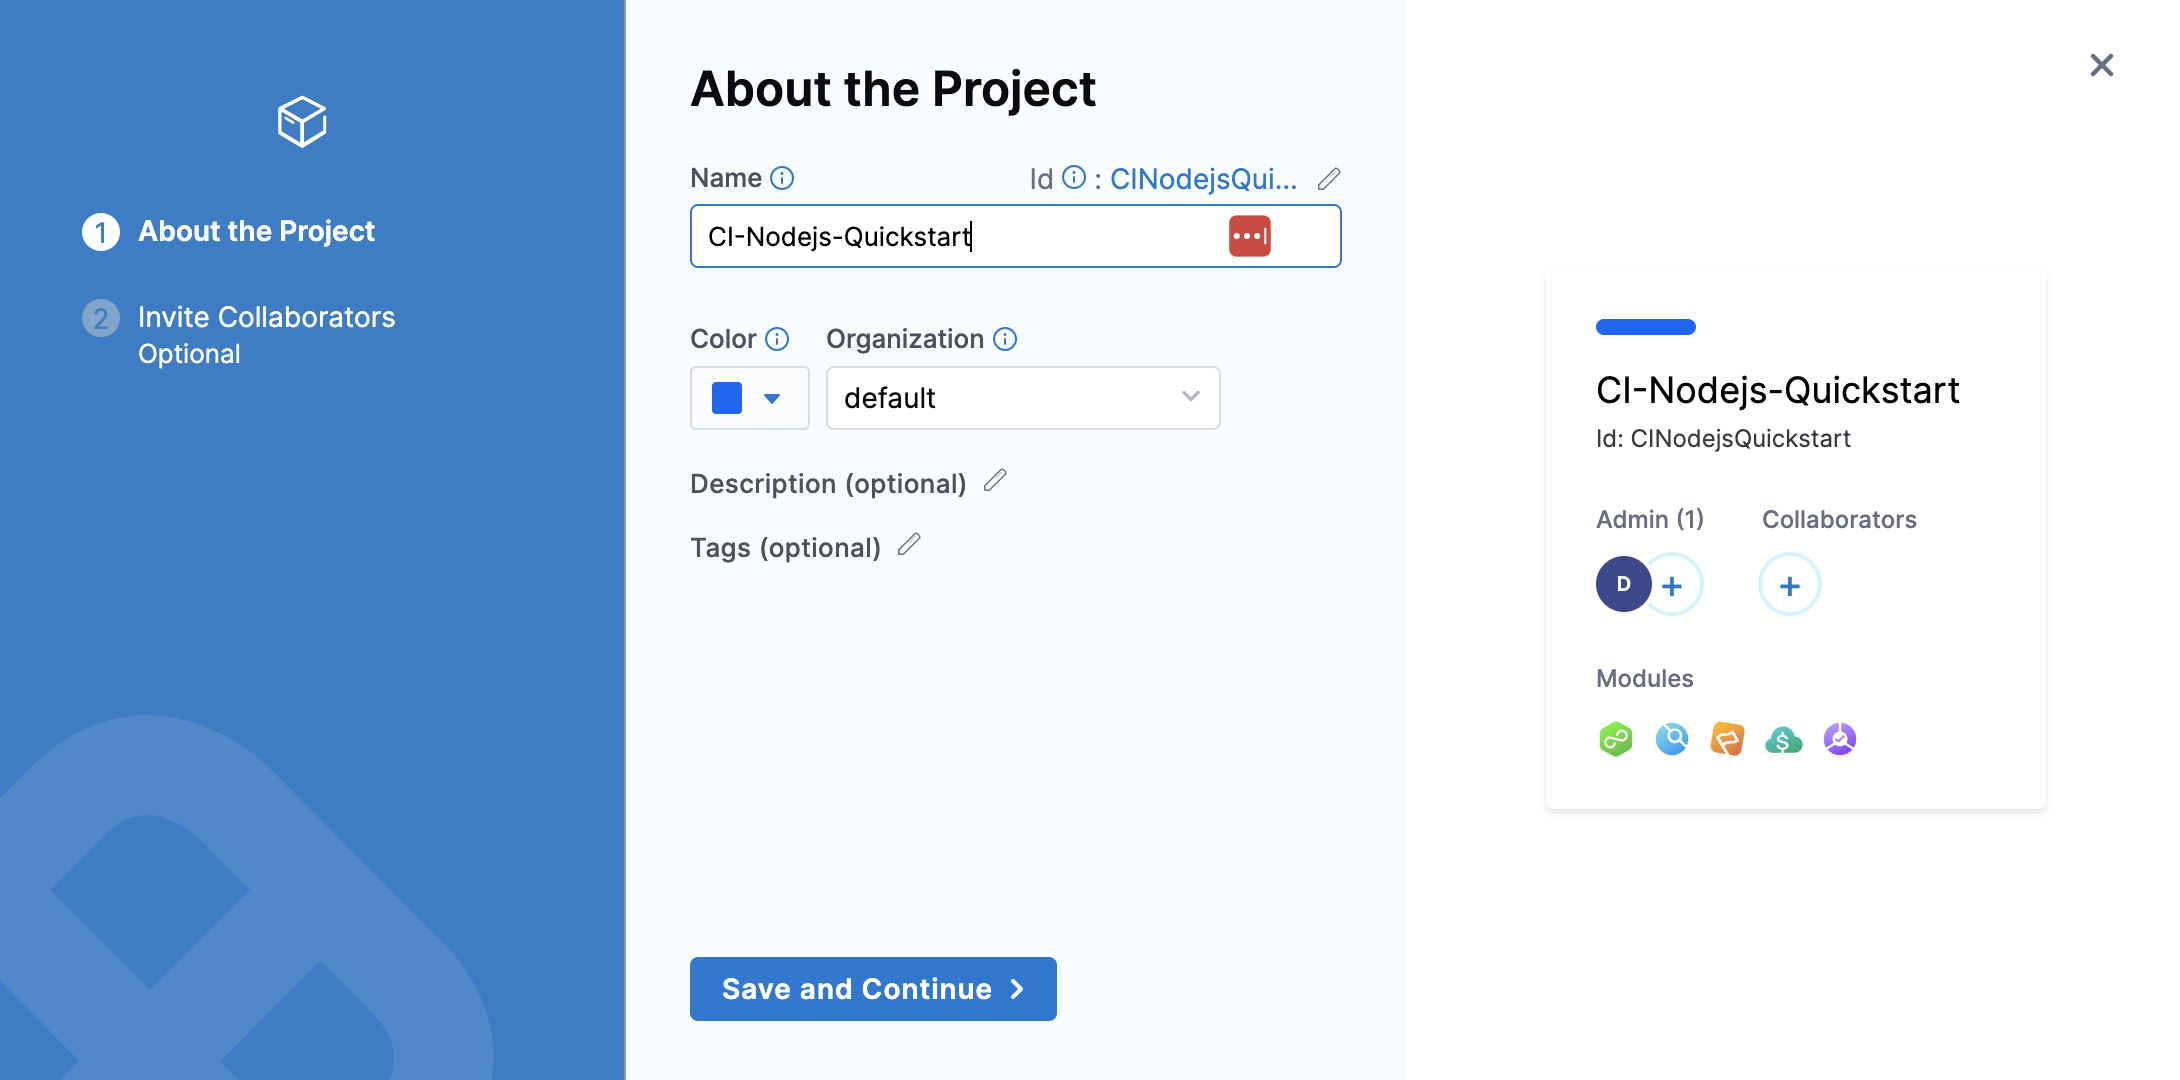 1 About the Project
2 Invite Collaborators
Optional
About the Project
Name Id : CINodejsQui...
CI-Nodejs-Quickstart
Color Organization
default
Description (optional)
Tags (optional)
Save and Continue
CI-Nodejs-Quickstart
Id: CINodejsQuickstart
Admin (1) Collaborators
D + +
Modules